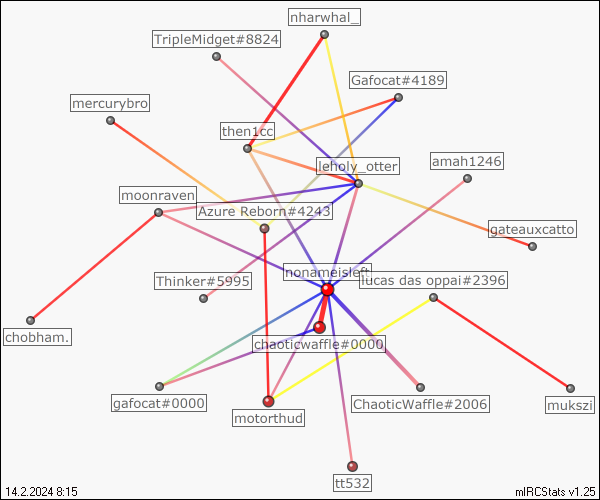 nharwhal_
TripleMidget#8824
Gafocat#4189
mercurybro
then1cc
leholy_otter
amah1246
moonraven
Azure Reborn#4243
gateauxcatto
nonameisleft
Thinker#5995
lucas das oppai#2396
chobham.
chaoticwaffle#0000
gafocat#0000
ChaoticWaffle#2006
mukszi
motorthud
tt532
14.2.2024 8:15
mIRCStats v1.25